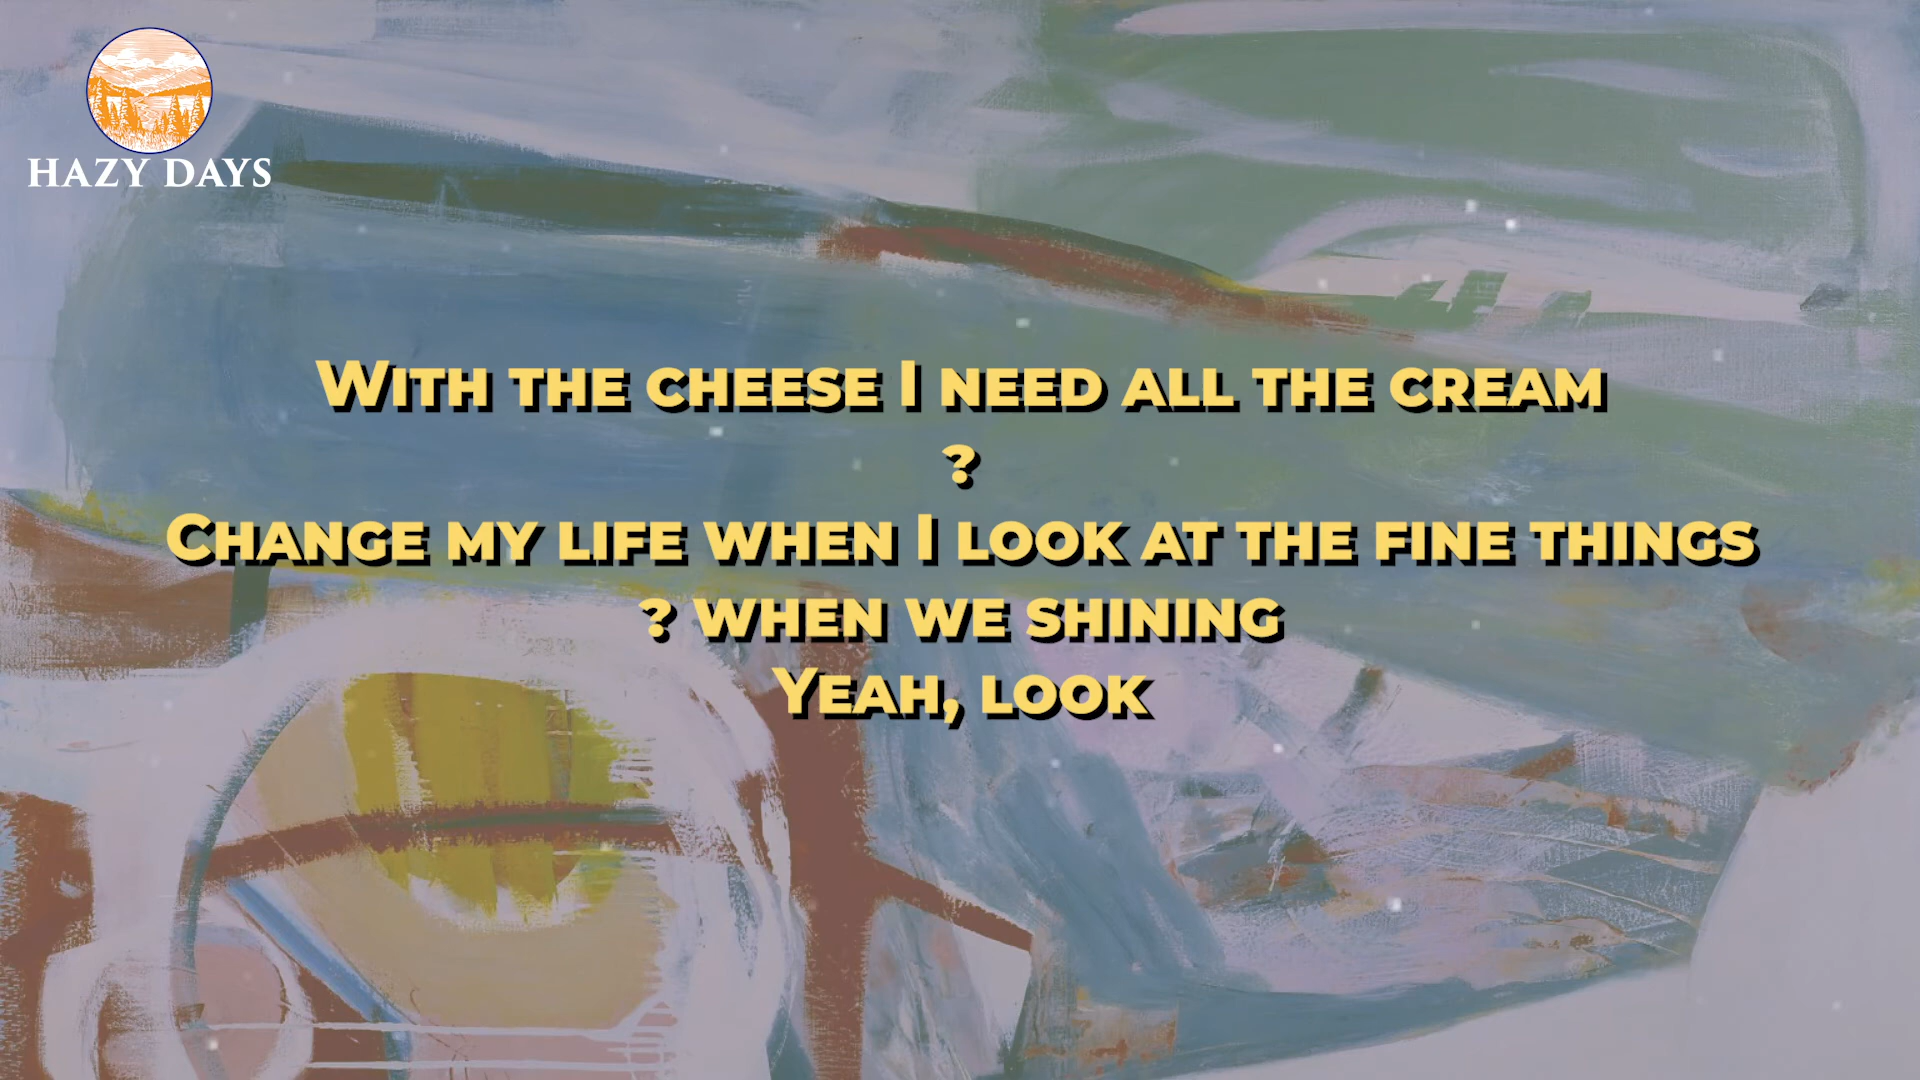 HAZY DAYS
With the cheese I need all the cream
?
Change my life when I look at the fine things
? when we shining
Yeah, look